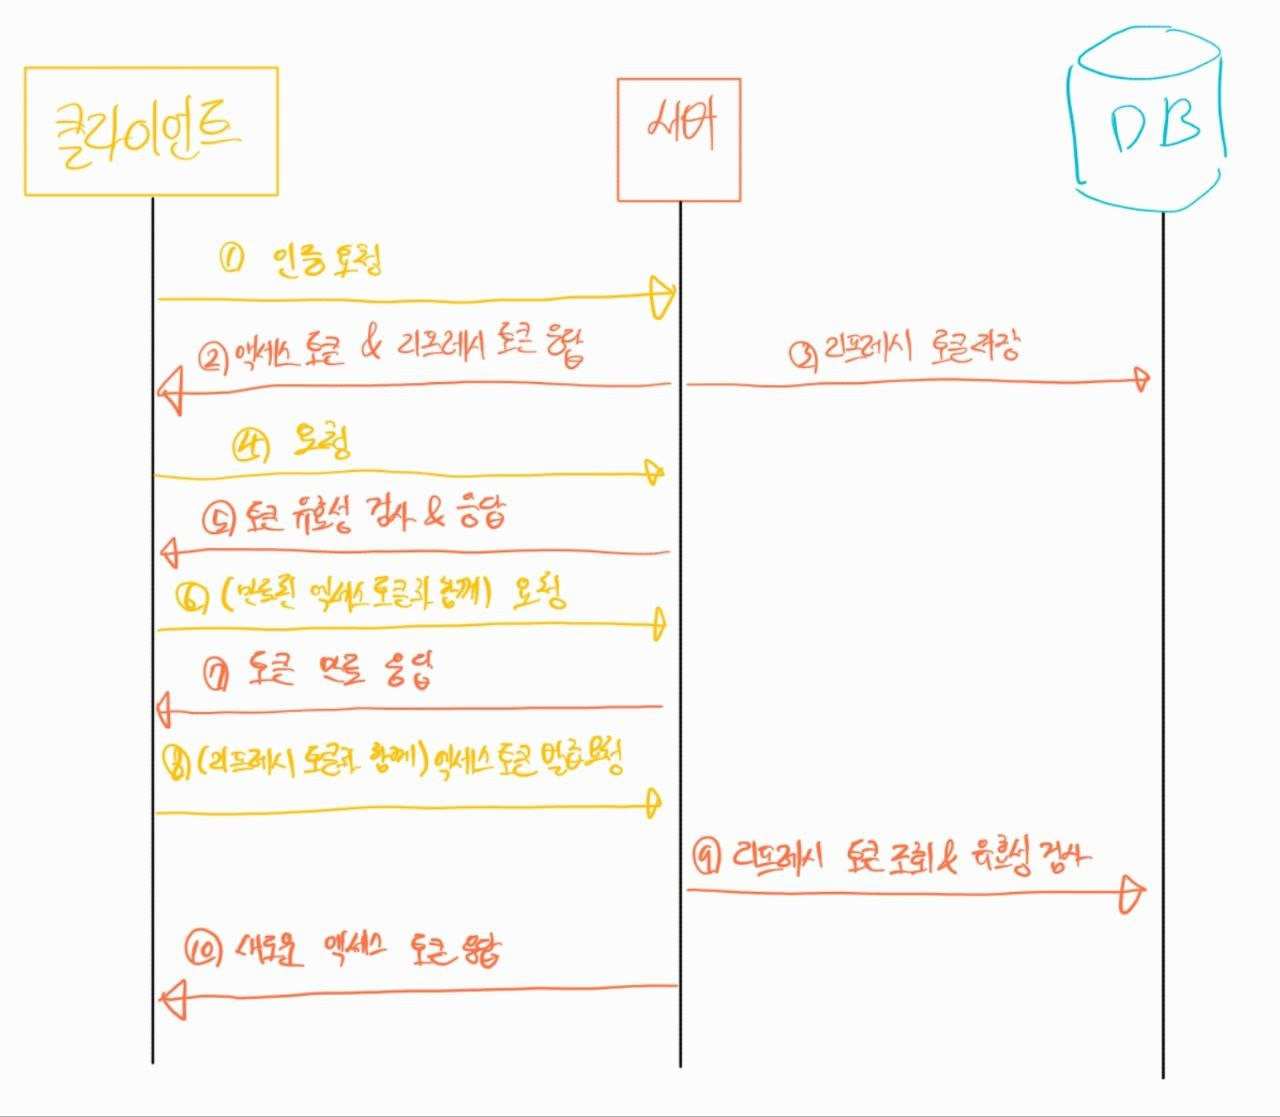 클라이언트
서버
DB
① 인증 요청
② 액세스 토큰 & 리프레시 토큰 응답
③ 리프레시 토큰 저장
④ 요청
⑤ 토큰 유효성 검사 & 응답
⑥ (만료된 액세스 토큰과 함께) 요청
⑦ 토큰 만료 응답
⑧ (리프레시 토큰과 함께) 액세스 토큰 발급 요청
⑨ 리프레시 토큰 조회 & 유효성 검사
⑩ 새로운 액세스 토큰 응답